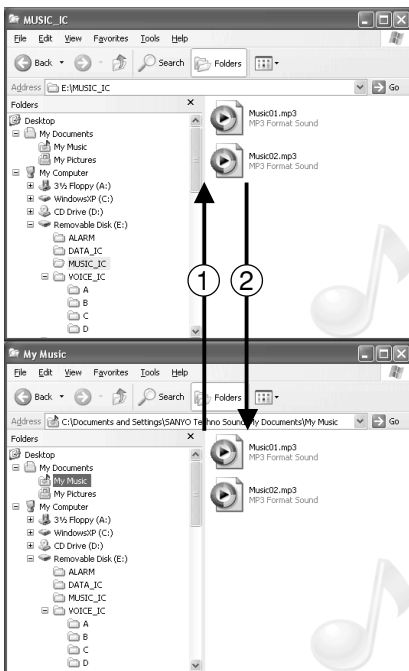 MUSIC_IC
File Edit View Favorites Tools Help
Back Search Folders
Address E:\MUSIC_IC Go
Folders ×
Desktop
My Documents
My Music
My Pictures
My Computer
3½ Floppy (A:)
WindowsXP (C:)
CD Drive (D:)
Removable Disk (E:)
ALARM
DATA_IC
MUSIC_IC
VOICE_IC
A
B
C
D
Music01.mp3
MP3 Format Sound
Music02.mp3
MP3 Format Sound
1 2
My Music
File Edit View Favorites Tools Help
Back Search Folders
Address C:\Documents and Settings\SANYO Techno Sound\My Documents\My Music Go
Folders ×
Desktop
My Documents
My Music
My Pictures
My Computer
3½ Floppy (A:)
WindowsXP (C:)
CD Drive (D:)
Removable Disk (E:)
ALARM
DATA_IC
MUSIC_IC
VOICE_IC
A
B
C
D
Music01.mp3
MP3 Format Sound
Music02.mp3
MP3 Format Sound